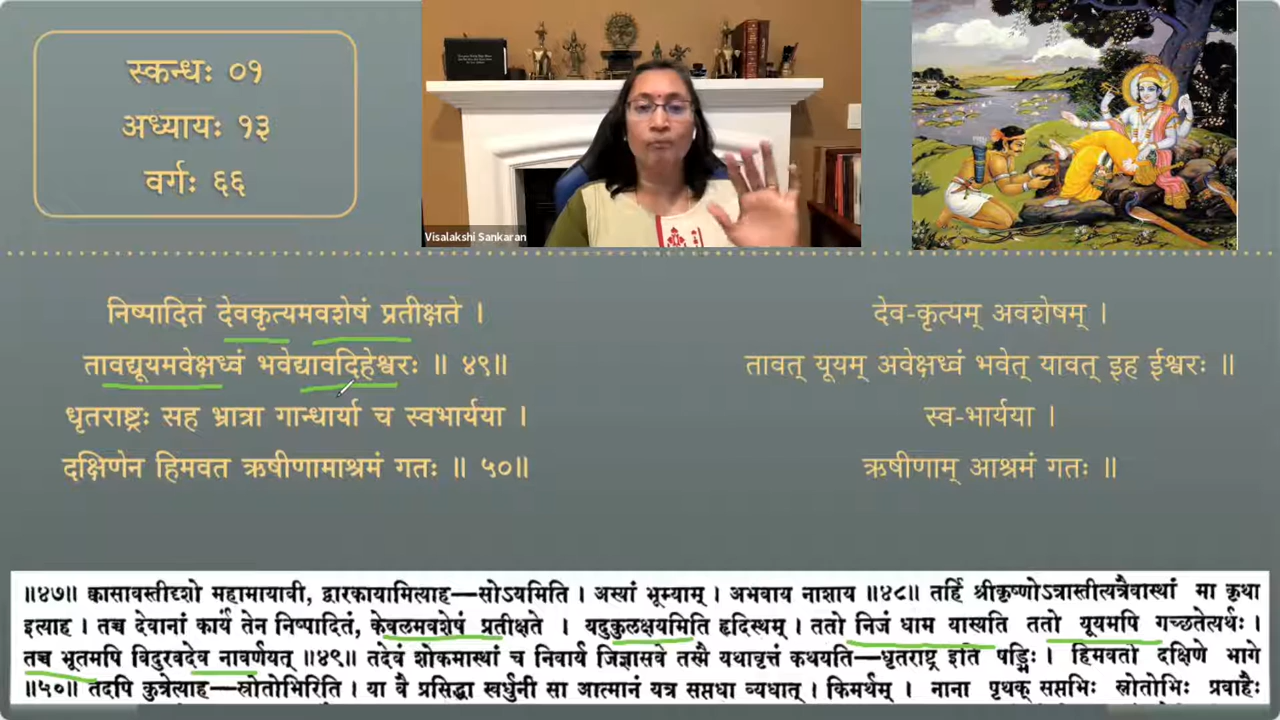 स्कन्धः ०१
अध्यायः १३
वर्गः ६६
Visalakshi Sankaran
निष्पादितं देवकृत्यमवशेषं प्रतीक्षते ।
तावद्यूयमवेक्षध्वं भवेद्यावदिहेश्वरः ॥ ४९॥
धृतराष्ट्रः सह भ्रात्रा गान्धार्या च स्वभार्यया ।
दक्षिणेन हिमवत ऋषीणामाश्रमं गतः ॥ ५०॥
देव-कृत्यम् अवशेषम् ।
तावत् यूयम् अवेक्षध्वं भवेत् यावत् इह ईश्वरः ॥
स्व-भार्यया ।
ऋषीणाम् आश्रमं गतः ॥
॥४७॥ क्वासावस्तीदृशो महामायावी, द्वारकायामित्याह—सोऽयमिति । अस्यां भूम्याम् । अभवाय नाशाय ॥४८॥ तर्हि श्रीकृष्णोऽत्रास्तीत्यत्रैवास्थां मा कृथा
इत्याह । तच्च देवानां कार्यं तेन निष्पादितं, केवलमवशेषं प्रतीक्षते । यदुकुलक्षयमिति हृदिस्थम् । ततो निजं धाम यास्यति ततो यूयमपि गच्छतेत्यर्थः ।
तच्च भूतमपि विदुरवदेव नावर्णयत् ॥४९॥ तदेवं शोकमास्थां च निवार्य जिज्ञासवे तस्मै यथावृत्तं कथयति—धृतराष्ट्र इति षड्भिः । हिमवतो दक्षिणे भागे
॥५०॥ तदपि कुत्रेत्याह—स्रोतोभिरिति । या वै प्रसिद्धा स्वर्धुनी सा आत्मानं यत्र सप्तधा व्यधात् । किमर्थम् । नाना पृथक् सप्तभिः स्रोतोभिः प्रवाहैः